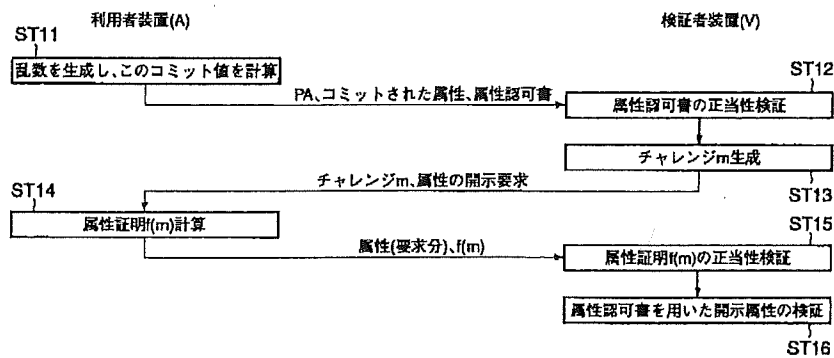 利用者装置(A)
検証者装置(V)
ST11
乱数を生成し、このコミット値を計算
ST12
PA、コミットされた属性、属性認可書
属性認可書の正当性検証
チャレンジm生成
ST13
チャレンジm、属性の開示要求
ST14
属性証明f(m)計算
ST15
属性(要求分)、f(m)
属性証明f(m)の正当性検証
属性認可書を用いた開示属性の検証
ST16